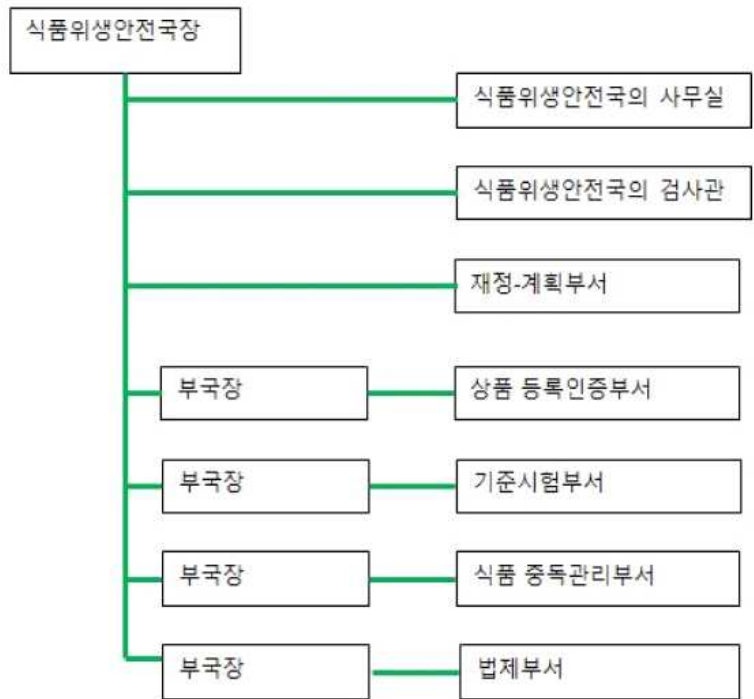 식품위생안전국장
식품위생안전국의 사무실
식품위생안전국의 검사관
재정-계획부서
부국장
상품 등록인증부서
부국장
기준시험부서
부국장
식품 중독관리부서
부국장
법제부서